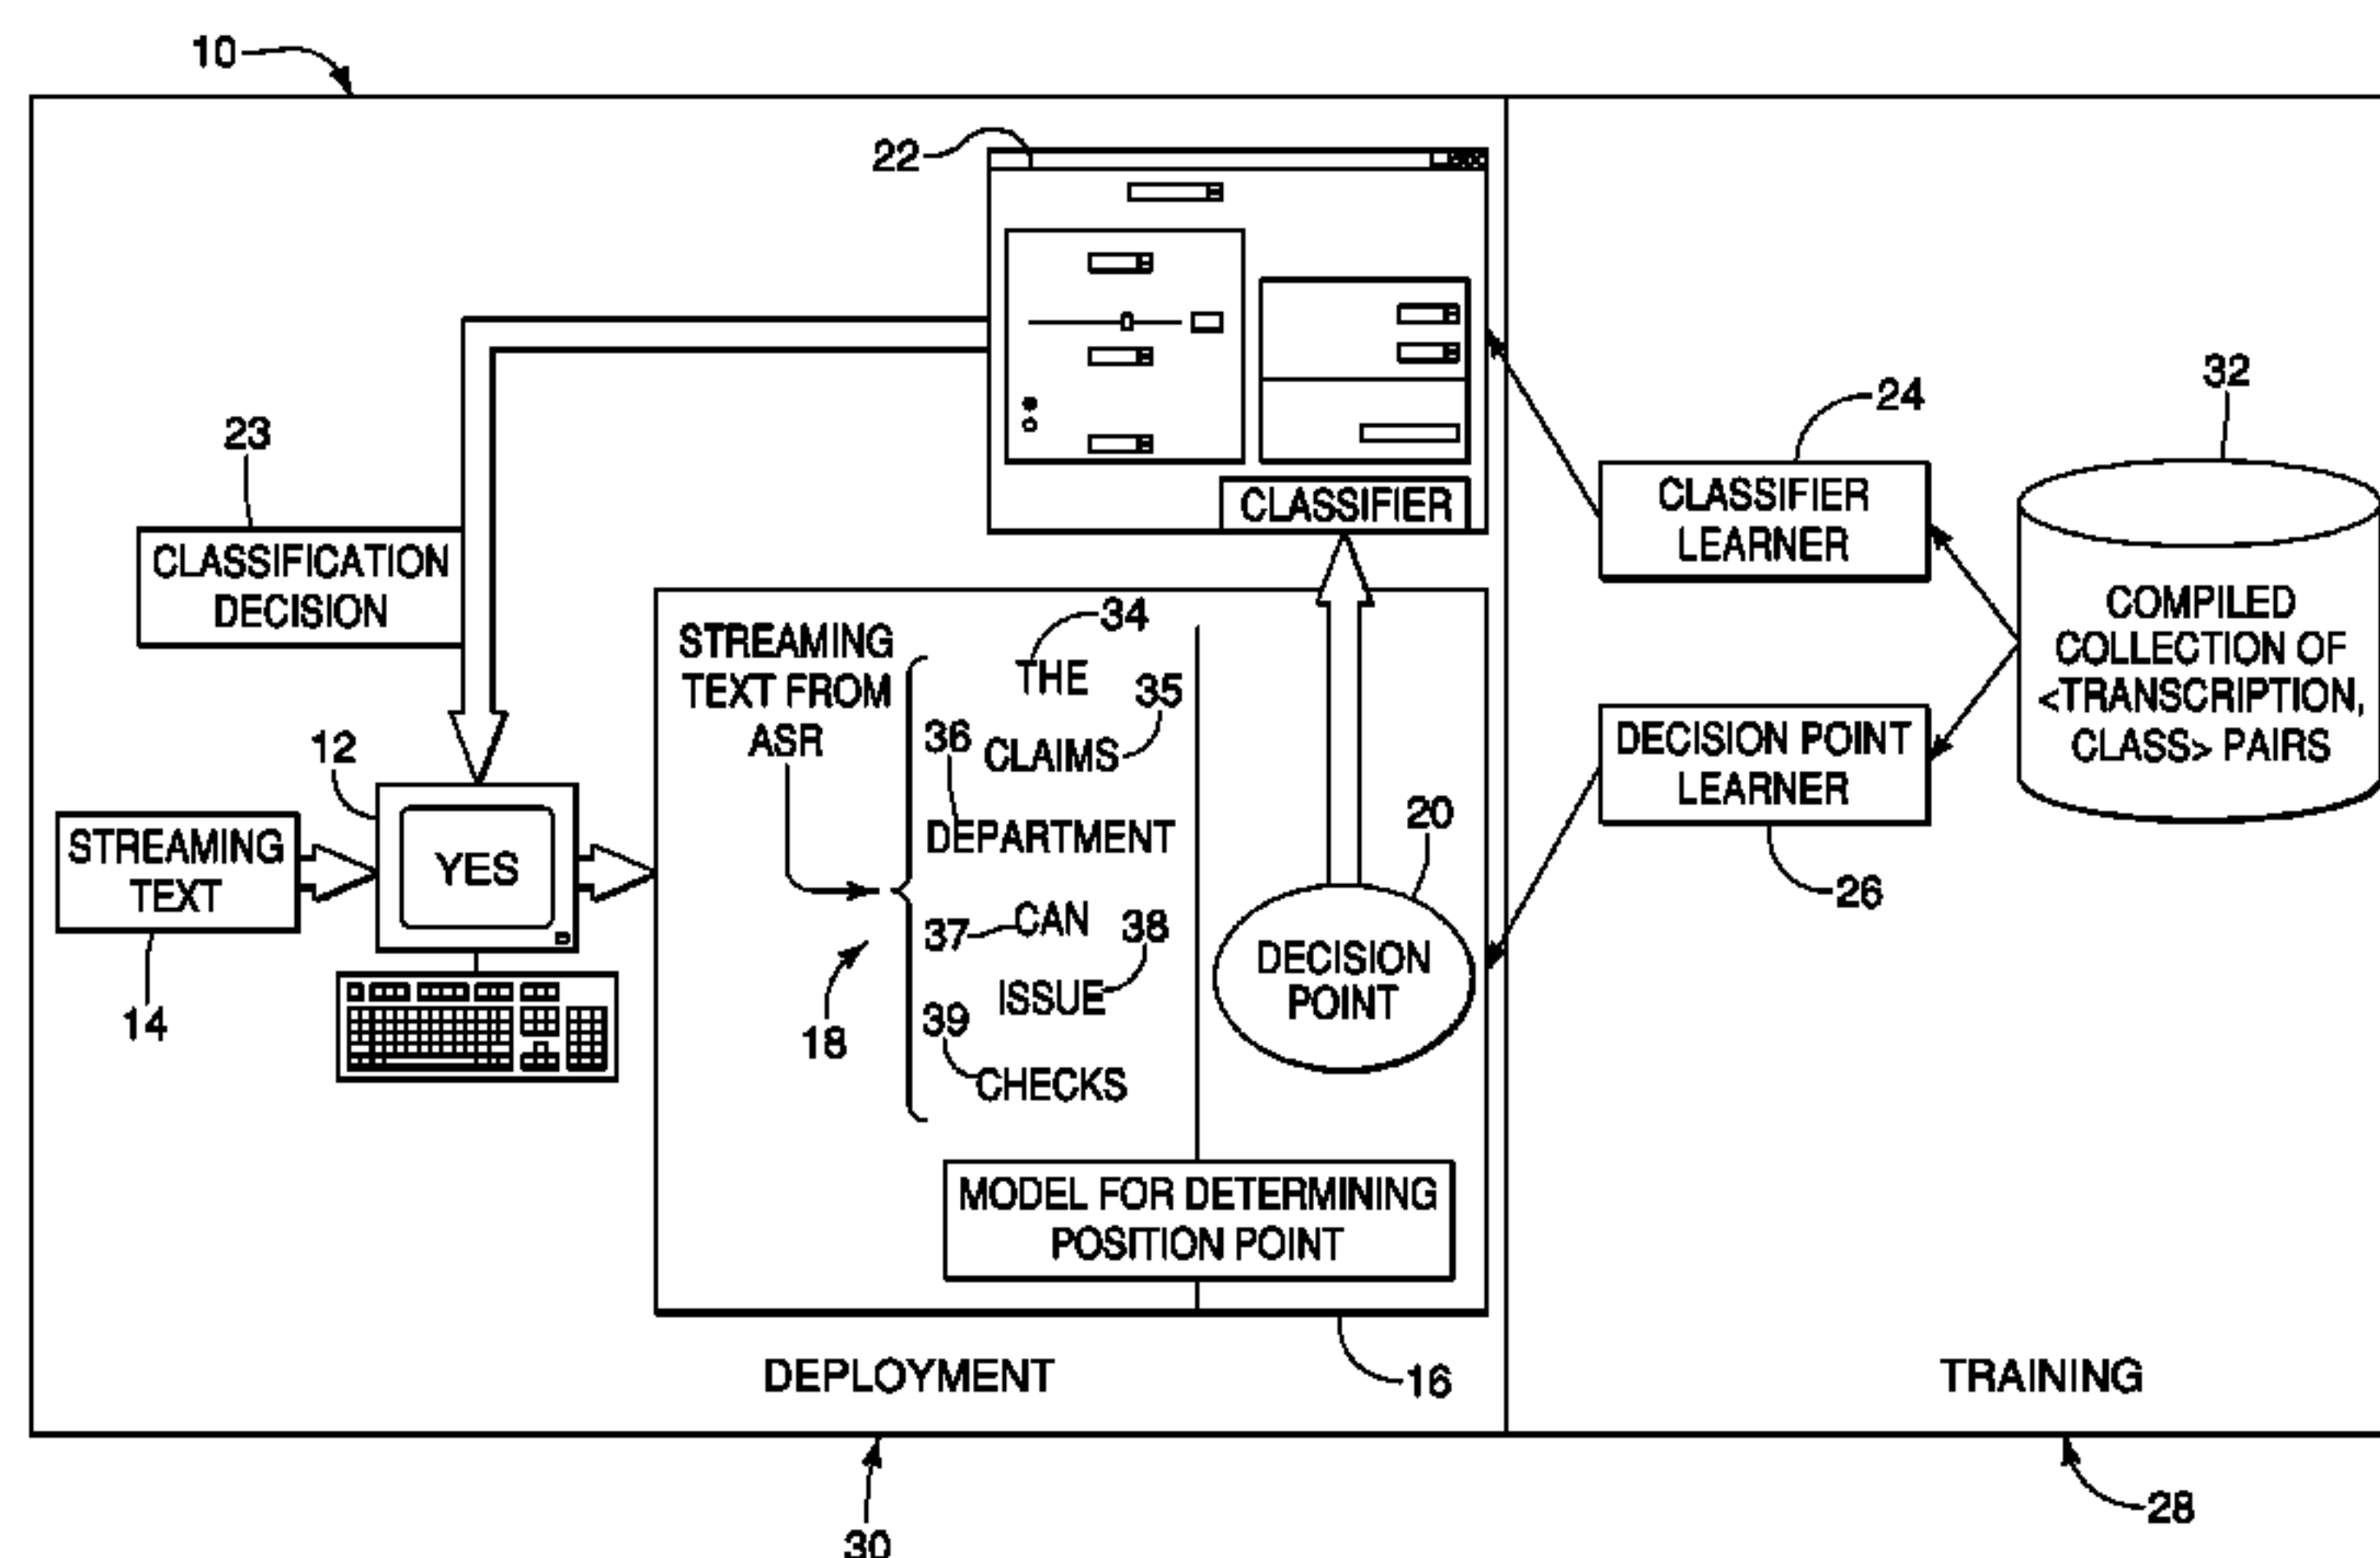 10
22
23
CLASSIFICATION
DECISION
CLASSIFIER
24
CLASSIFIER
LEARNER
32
COMPILED
COLLECTION OF
<TRANSCRIPTION,
CLASS> PAIRS
DECISION POINT
LEARNER
26
12
STREAMING
TEXT
14
YES
STREAMING
TEXT FROM
ASR
18
34
THE
35
CLAIMS
36
DEPARTMENT
37
CAN
38
ISSUE
39
CHECKS
20
DECISION
POINT
MODEL FOR DETERMINING
POSITION POINT
16
DEPLOYMENT
30
TRAINING
28